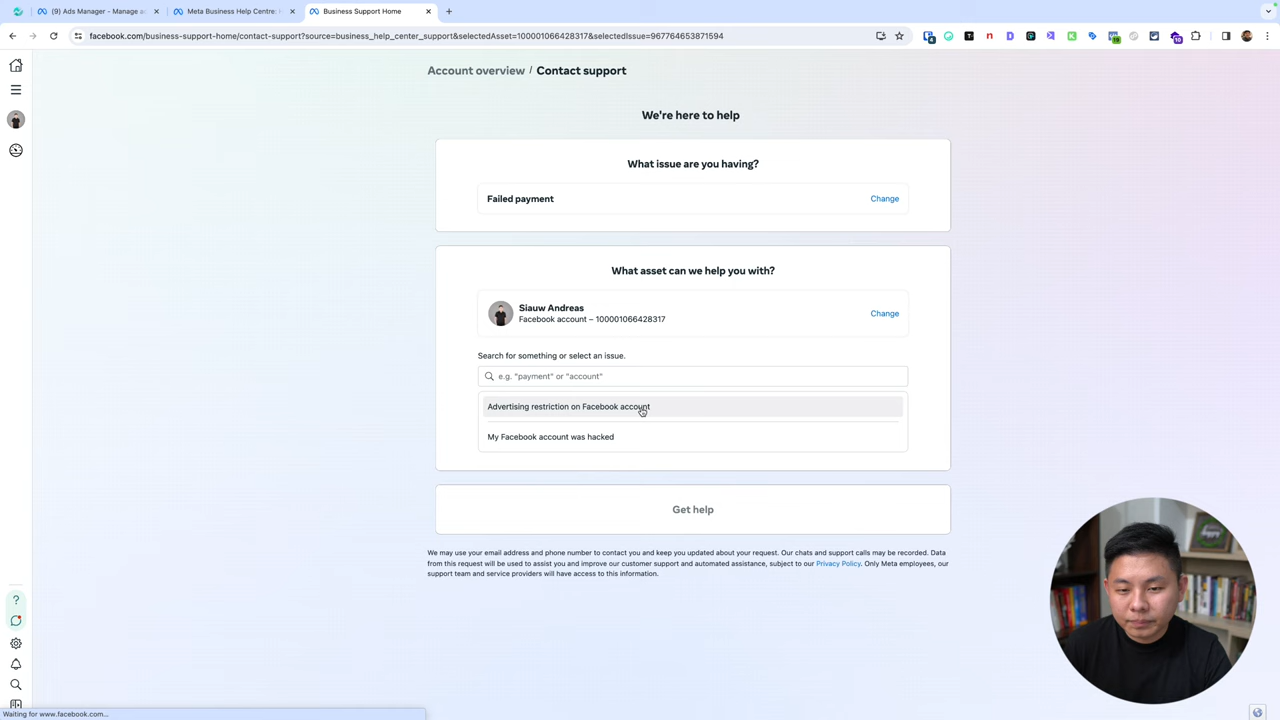 (9) Ads Manager - Manage a
Meta Business Help Centre:
Business Support Home
facebook.com/business-support-home/contact-support?source=business_help_center_support&selectedAsset=100001066428317&selectedIssue=967764653871594
Account overview / Contact support
We're here to help
What issue are you having?
Failed payment
Change
What asset can we help you with?
Siauw Andreas
Facebook account – 100001066428317
Change
Search for something or select an issue.
e.g. "payment" or "account"
Advertising restriction on Facebook account
My Facebook account was hacked
Get help
We may use your email address and phone number to contact you and keep you updated about your request. Our chats and support calls may be recorded. Data
from this request will be used to assist you and improve our customer support and automated assistance, subject to our Privacy Policy. Only Meta employees, our
support team and service providers will have access to this information.
Waiting for www.facebook.com...